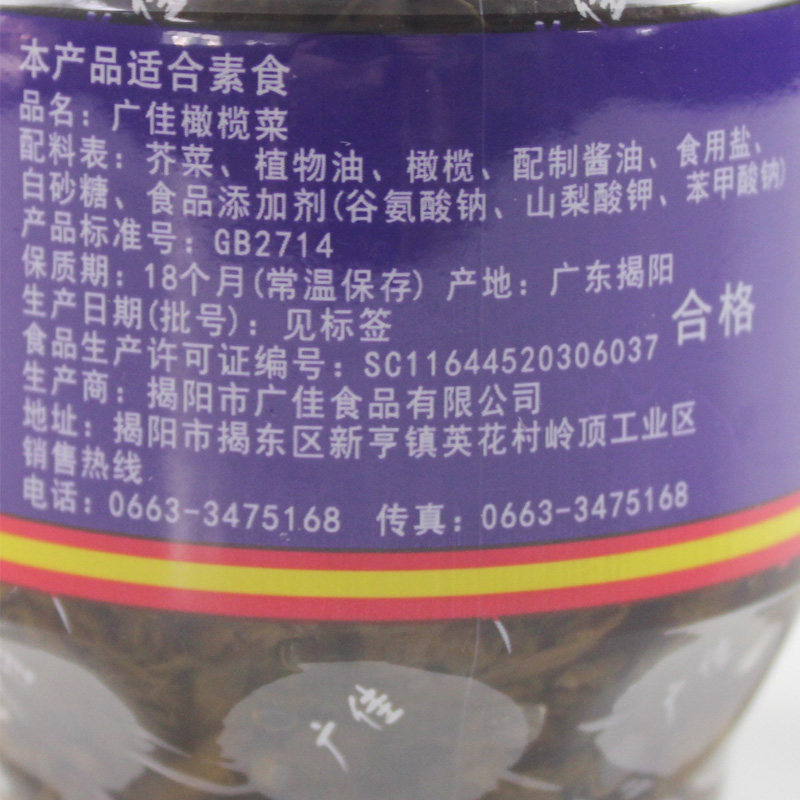 本产品适合素食
品名：广佳橄榄菜
配料表：芥菜、植物油、橄榄、配制酱油、食用盐、
白砂糖、食品添加剂(谷氨酸钠、山梨酸钾、苯甲酸钠)
产品标准号：GB2714
保质期：18个月(常温保存) 产地：广东揭阳
生产日期(批号)：见标签 合格
食品生产许可证编号：SC11644520306037
生产商：揭阳市广佳食品有限公司
地址：揭阳市揭东区新亨镇英花村岭顶工业区
销售热线
电话：0663-3475168 传真：0663-3475168
广佳